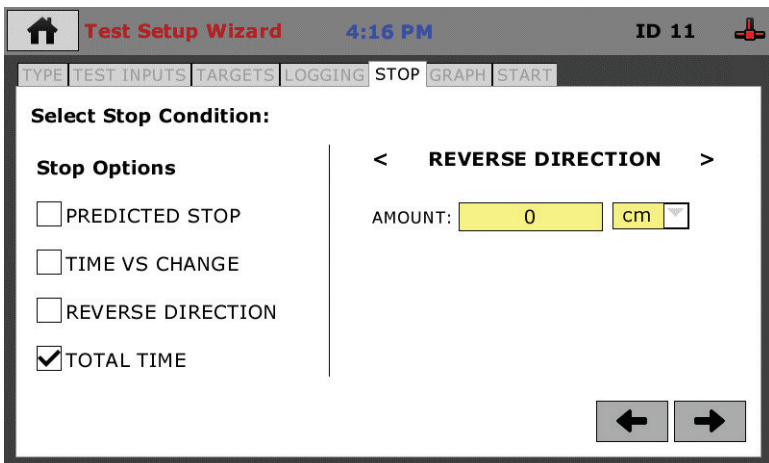 Test Setup Wizard 4:16 PM ID 11
TYPE TEST INPUTS TARGETS LOGGING STOP GRAPH START
Select Stop Condition:
Stop Options
PREDICTED STOP
TIME VS CHANGE
REVERSE DIRECTION
TOTAL TIME
< REVERSE DIRECTION >
AMOUNT: 0 cm